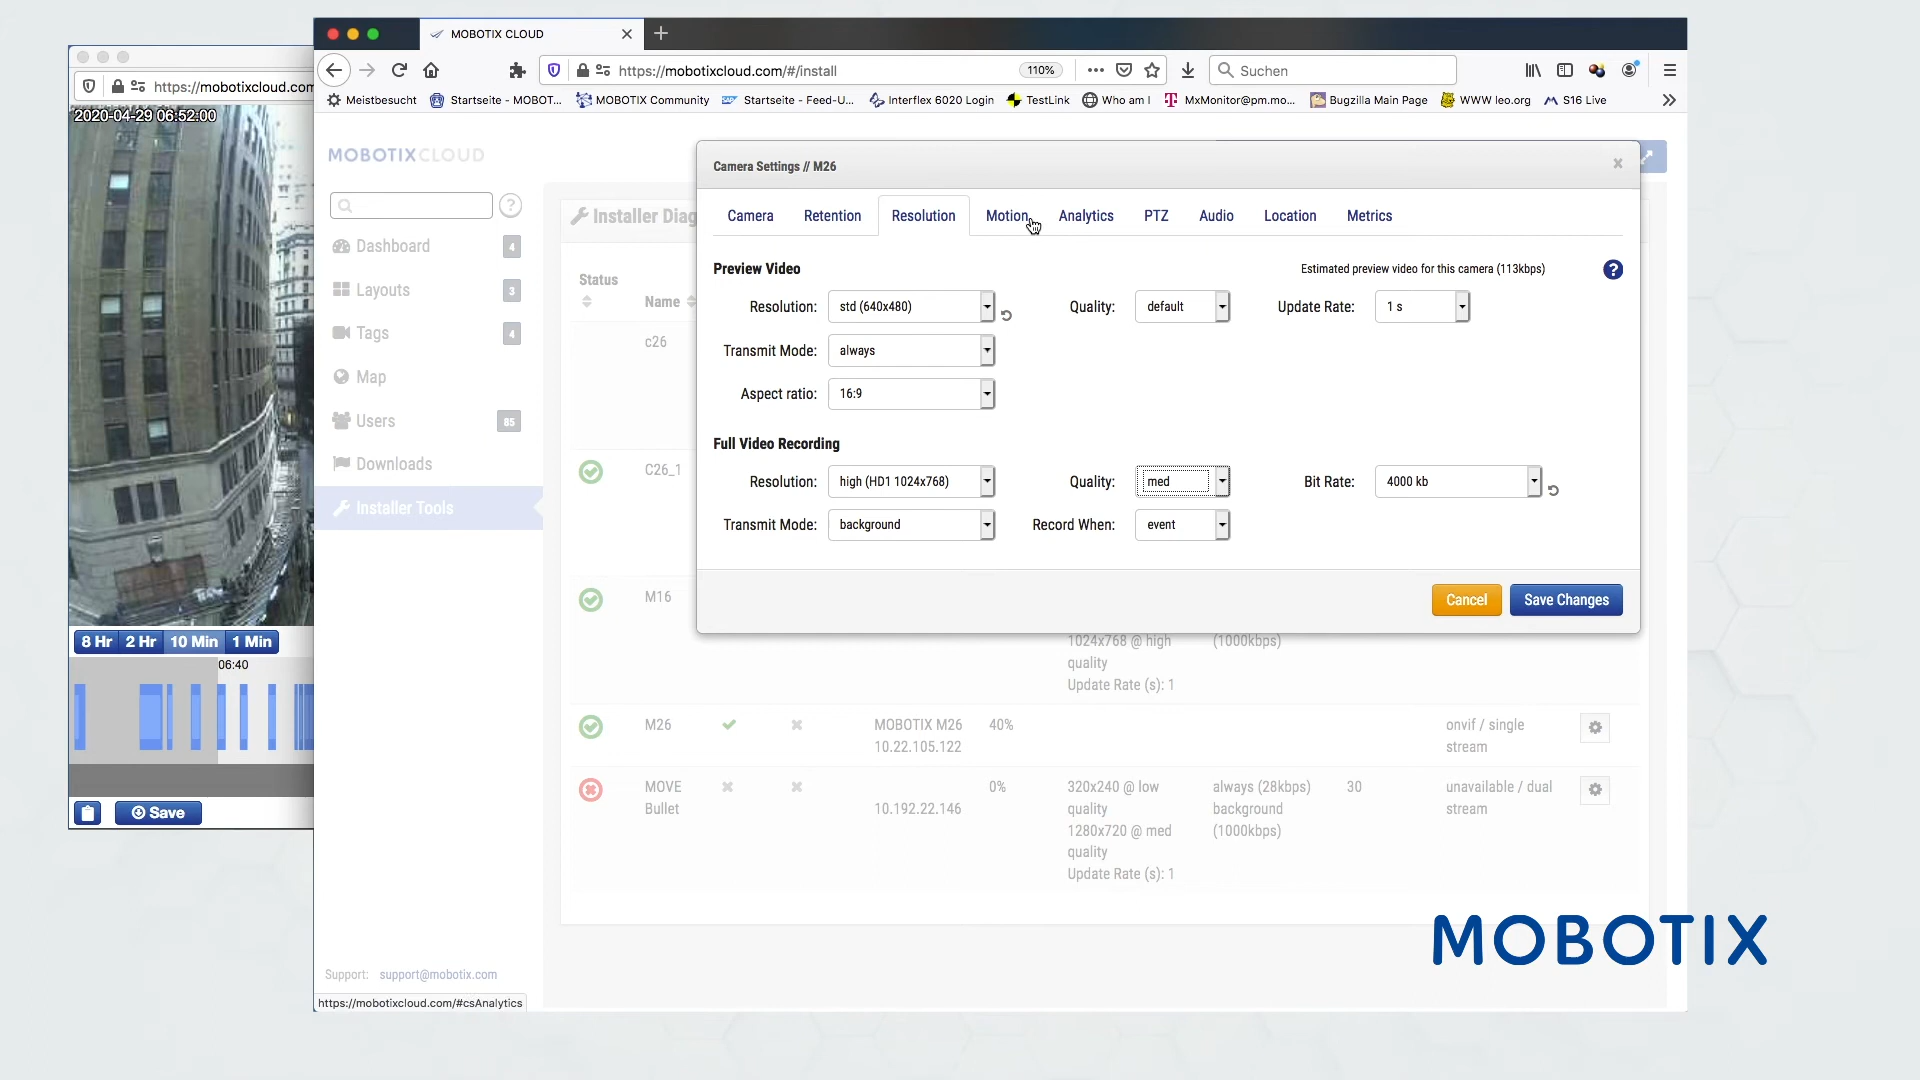 MOBOTIX CLOUD
https://mobotixcloud.com/#/install
110%
Suchen
Meistbesucht
Startseite - MOBOT...
MOBOTIX Community
Startseite - Feed-U...
Interflex 6020 Login
TestLink
Who am I
MxMonitor@pm.mo...
Bugzilla Main Page
WWW leo.org
S16 Live
https://mobotixcloud.com
2020-04-29 06:52:00
8 Hr
2 Hr
10 Min
1 Min
06:40
Save
MOBOTIXCLOUD
?
Dashboard 4
Layouts 3
Tags 4
Map
Users 85
Downloads
Installer Tools
Support: support@mobotix.com
https://mobotixcloud.com/#csAnalytics
Installer Diag
Status
Name
Camera Settings // M26
Camera
Retention
Resolution
Motion
Analytics
PTZ
Audio
Location
Metrics
Preview Video
Estimated preview video for this camera (113kbps)
?
Resolution: std (640x480)
Quality: default
Update Rate: 1 s
Transmit Mode: always
Aspect ratio: 16:9
Full Video Recording
Resolution: high (HD1 1024x768)
Quality: med
Bit Rate: 4000 kb
Transmit Mode: background
Record When: event
Cancel
Save Changes
c26
C26_1
M16
1024x768 @ high
quality
Update Rate (s): 1
(1000kbps)
M26
MOBOTIX M26
10.22.105.122
40%
onvif / single
stream
MOVE
Bullet
10.192.22.146
0%
320x240 @ low
quality
1280x720 @ med
quality
Update Rate (s): 1
always (28kbps)
background
(1000kbps)
30
unavailable / dual
stream
MOBOTIX